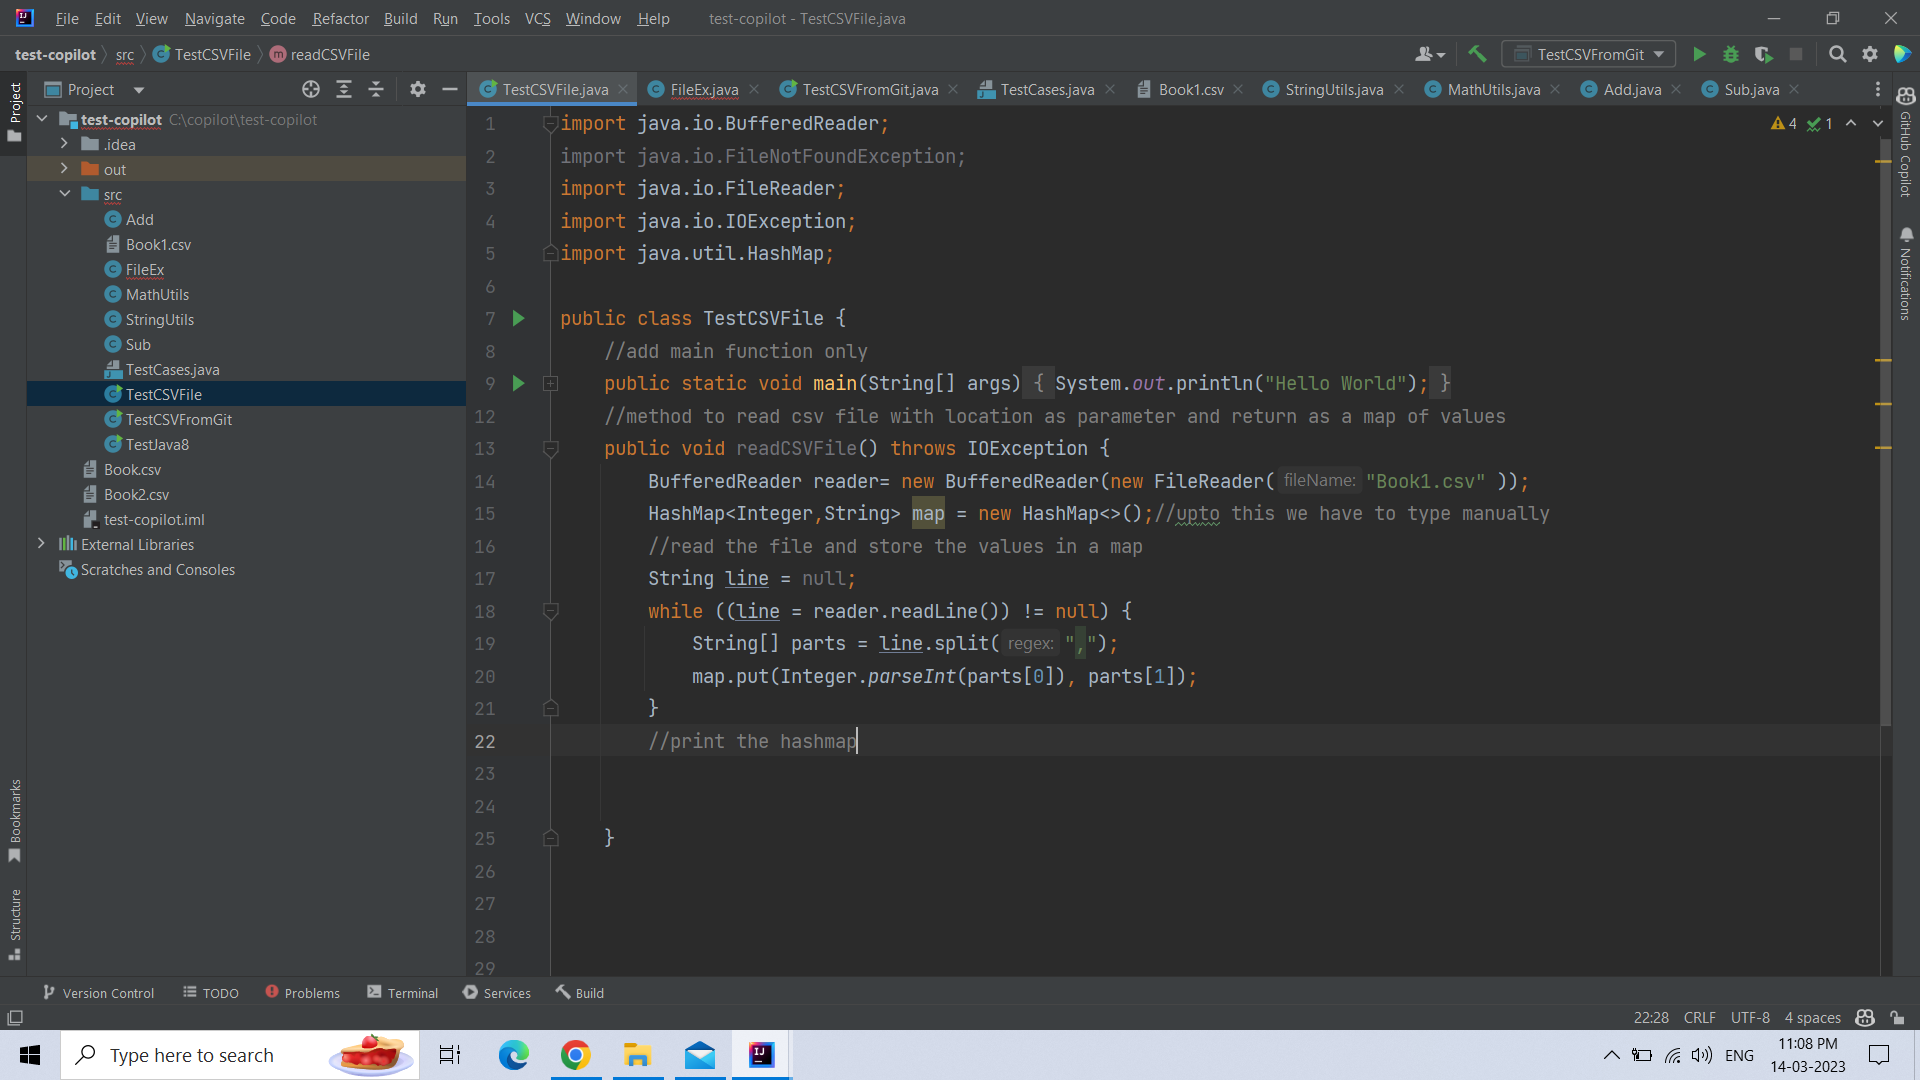 File Edit View Navigate Code Refactor Build Run Tools VCS Window Help test-copilot - TestCSVFile.java
test-copilot src TestCSVFile m readCSVFile TestCSVFromGit
Project
TestCSVFile.java FileEx.java TestCSVFromGit.java TestCases.java Book1.csv StringUtils.java MathUtils.java Add.java Sub.java
Project
test-copilot C:\copilot\test-copilot
.idea
out
src
Add
Book1.csv
FileEx
MathUtils
StringUtils
Sub
TestCases.java
TestCSVFile
TestCSVFromGit
TestJava8
Book.csv
Book2.csv
test-copilot.iml
External Libraries
Scratches and Consoles
Bookmarks
Structure
4 1
1 import java.io.BufferedReader;
2 import java.io.FileNotFoundException;
3 import java.io.FileReader;
4 import java.io.IOException;
5 import java.util.HashMap;
6
7 public class TestCSVFile {
8 //add main function only
9 public static void main(String[] args) { System.out.println("Hello World"); }
12 //method to read csv file with location as parameter and return as a map of values
13 public void readCSVFile() throws IOException {
14 BufferedReader reader= new BufferedReader(new FileReader( fileName: "Book1.csv" ));
15 HashMap<Integer,String> map = new HashMap<>();//upto this we have to type manually
16 //read the file and store the values in a map
17 String line = null;
18 while ((line = reader.readLine()) != null) {
19 String[] parts = line.split( regex: ",");
20 map.put(Integer.parseInt(parts[0]), parts[1]);
21 }
22 //print the hashmap
23
24
25 }
26
27
28
29
GitHub Copilot
Notifications
Version Control TODO Problems Terminal Services Build
22:28 CRLF UTF-8 4 spaces
Type here to search
IJ
ENG
11:08 PM
14-03-2023